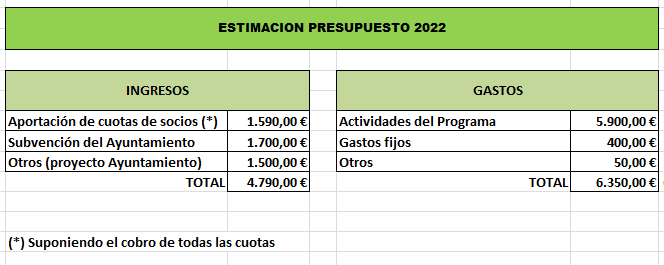 ESTIMACION PRESUPUESTO 2022
INGRESOS GASTOS
Aportación de cuotas de socios (*) 1.590,00 € Actividades del Programa 5.900,00 €
Subvención del Ayuntamiento 1.700,00 € Gastos fijos 400,00 €
Otros (proyecto Ayuntamiento) 1.500,00 € Otros 50,00 €
TOTAL 4.790,00 € TOTAL 6.350,00 €
(*) Suponiendo el cobro de todas las cuotas